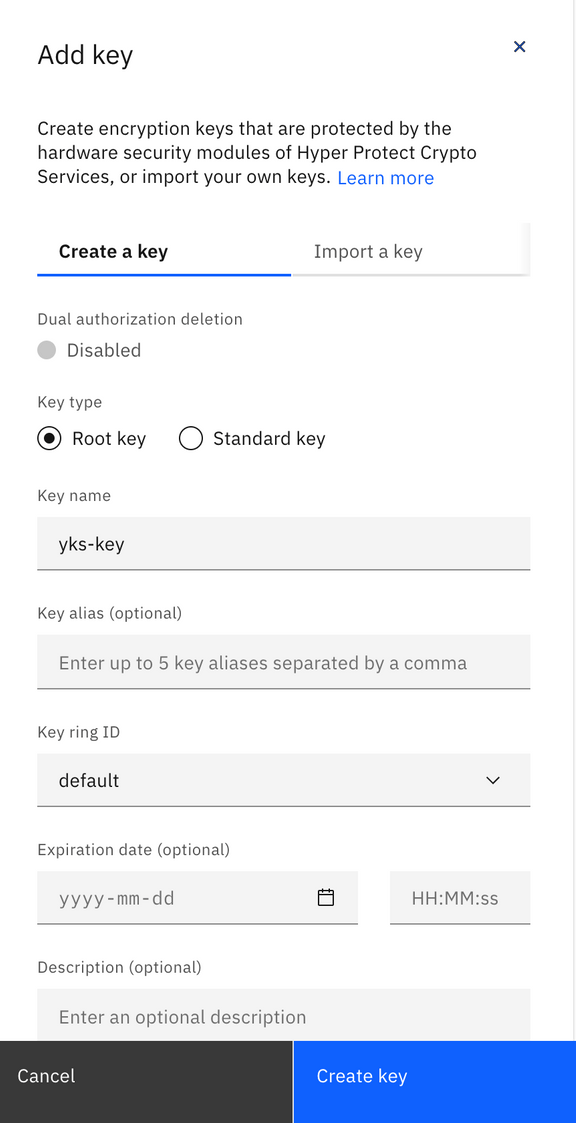 Add key
Create encryption keys that are protected by the
hardware security modules of Hyper Protect Crypto
Services, or import your own keys. Learn more
Create a key
Import a key
Dual authorization deletion
Disabled
Key type
Root key
Standard key
Key name
yks-key
Key alias (optional)
Enter up to 5 key aliases separated by a comma
Key ring ID
default
Expiration date (optional)
yyyy-mm-dd
HH:MM:ss
Description (optional)
Enter an optional description
Cancel
Create key